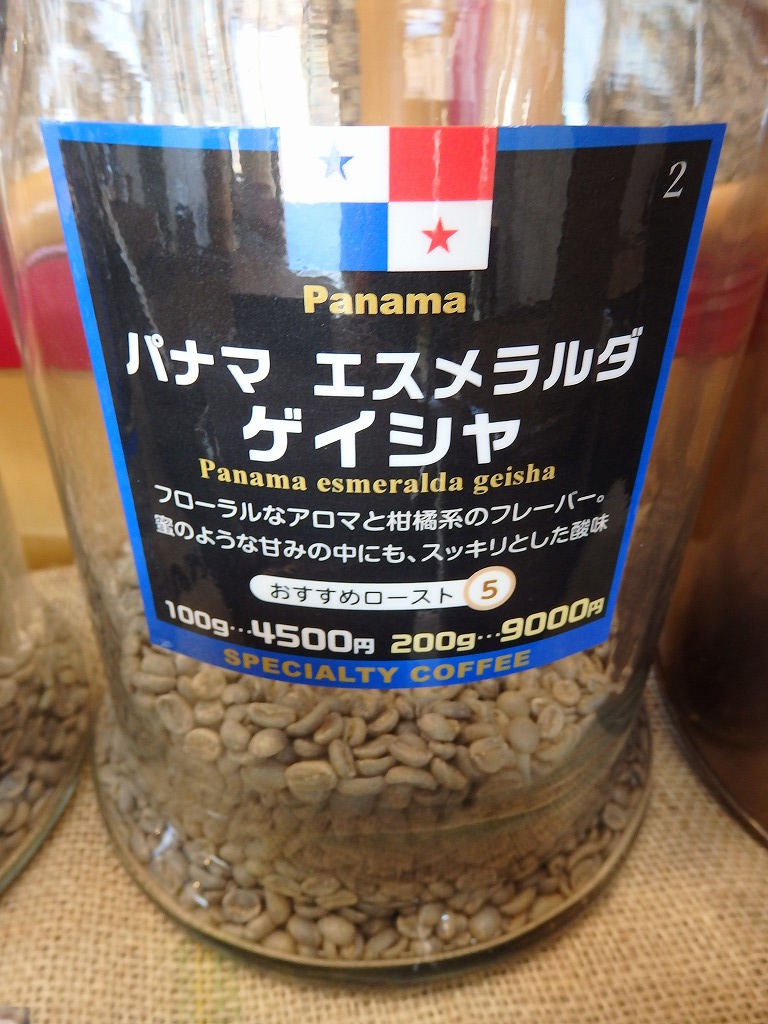 2
Panama
パナマ エスメラルダ
ゲイシャ
Panama esmeralda geisha
フローラルなアロマと柑橘系のフレーバー。
蜜のような甘みの中にも、スッキリとした酸味
おすすめロースト 5
100g…4500円 200g…9000円
SPECIALTY COFFEE